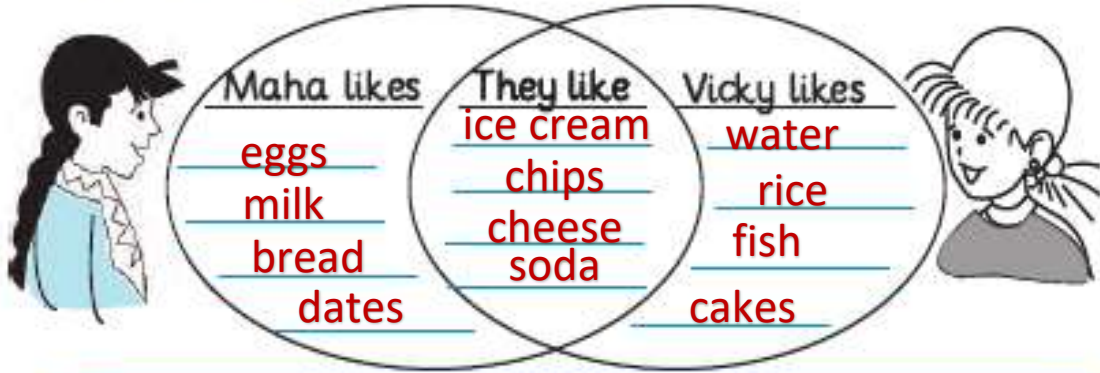 Maha likes
eggs
milk
bread
dates
They like
ice cream
chips
cheese
soda
Vicky likes
water
rice
fish
cakes